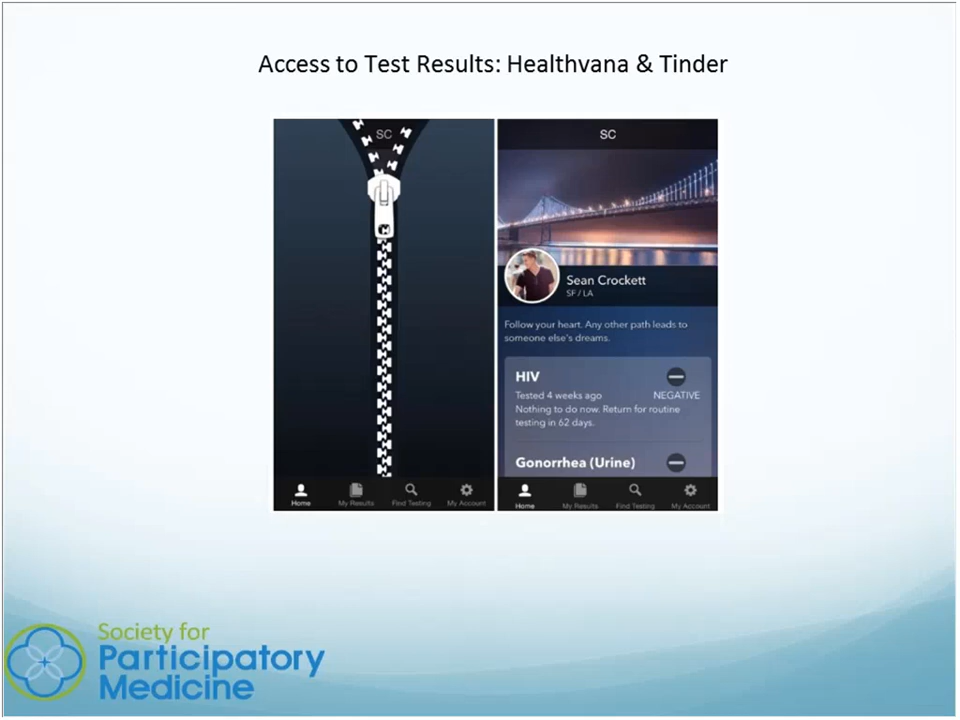 Access to Test Results: Healthvana & Tinder
SC
Home
My Results
Find Testing
My Account
SC
Sean Crockett
SF / LA
Follow your heart. Any other path leads to
someone else's dreams.
HIV
Tested 4 weeks ago
NEGATIVE
Nothing to do now. Return for routine
testing in 62 days.
Gonorrhea (Urine)
Home
My Results
Find Testing
My Account
Society for
Participatory
Medicine